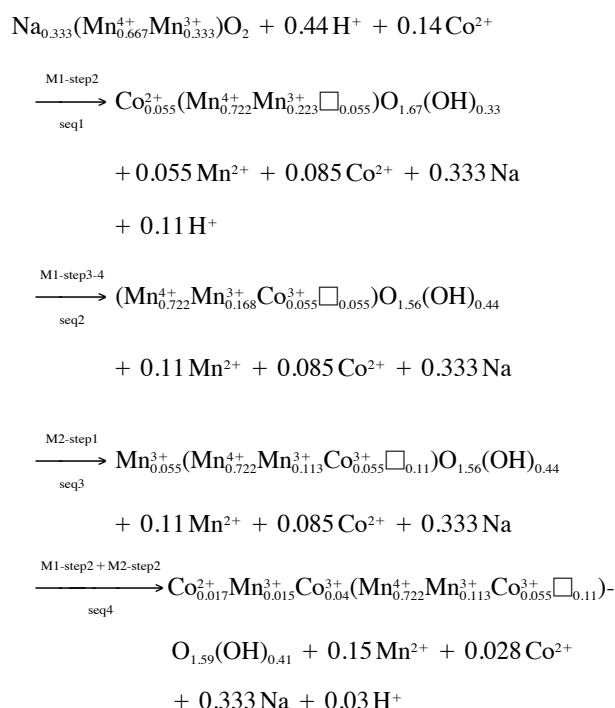 Na₀.₃₃₃(Mn⁴⁺₀.₆₆₇Mn³⁺₀.₃₃₃)O₂ + 0.44 H⁺ + 0.14 Co²⁺
M1-step2
seq1
Co²⁺₀.₀₅₅(Mn⁴⁺₀.₇₂₂Mn³⁺₀.₂₂₃□₀.₀₅₅)O₁.₆₇(OH)₀.₃₃
+ 0.055 Mn²⁺ + 0.085 Co²⁺ + 0.333 Na
+ 0.11 H⁺
M1-step3-4
seq2
(Mn⁴⁺₀.₇₂₂Mn³⁺₀.₁₆₈Co³⁺₀.₀₅₅□₀.₀₅₅)O₁.₅₆(OH)₀.₄₄
+ 0.11 Mn²⁺ + 0.085 Co²⁺ + 0.333 Na
M2-step1
seq3
Mn³⁺₀.₀₅₅(Mn⁴⁺₀.₇₂₂Mn³⁺₀.₁₁₃Co³⁺₀.₀₅₅□₀.₁₁)O₁.₅₆(OH)₀.₄₄
+ 0.11 Mn²⁺ + 0.085 Co²⁺ + 0.333 Na
M1-step2 + M2-step2
seq4
Co²⁺₀.₀₁₇Mn³⁺₀.₀₁₅Co³⁺₀.₀₄(Mn⁴⁺₀.₇₂₂Mn³⁺₀.₁₁₃Co³⁺₀.₀₅₅□₀.₁₁)-
O₁.₅₉(OH)₀.₄₁ + 0.15 Mn²⁺ + 0.028 Co²⁺
+ 0.333 Na + 0.03 H⁺